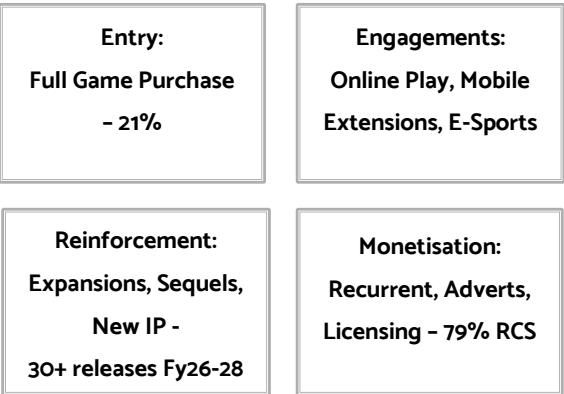 Entry:
Full Game Purchase
– 21%
Engagements:
Online Play, Mobile
Extensions, E-Sports
Reinforcement:
Expansions, Sequels,
New IP -
30+ releases Fy26-28
Monetisation:
Recurrent, Adverts,
Licensing – 79% RCS